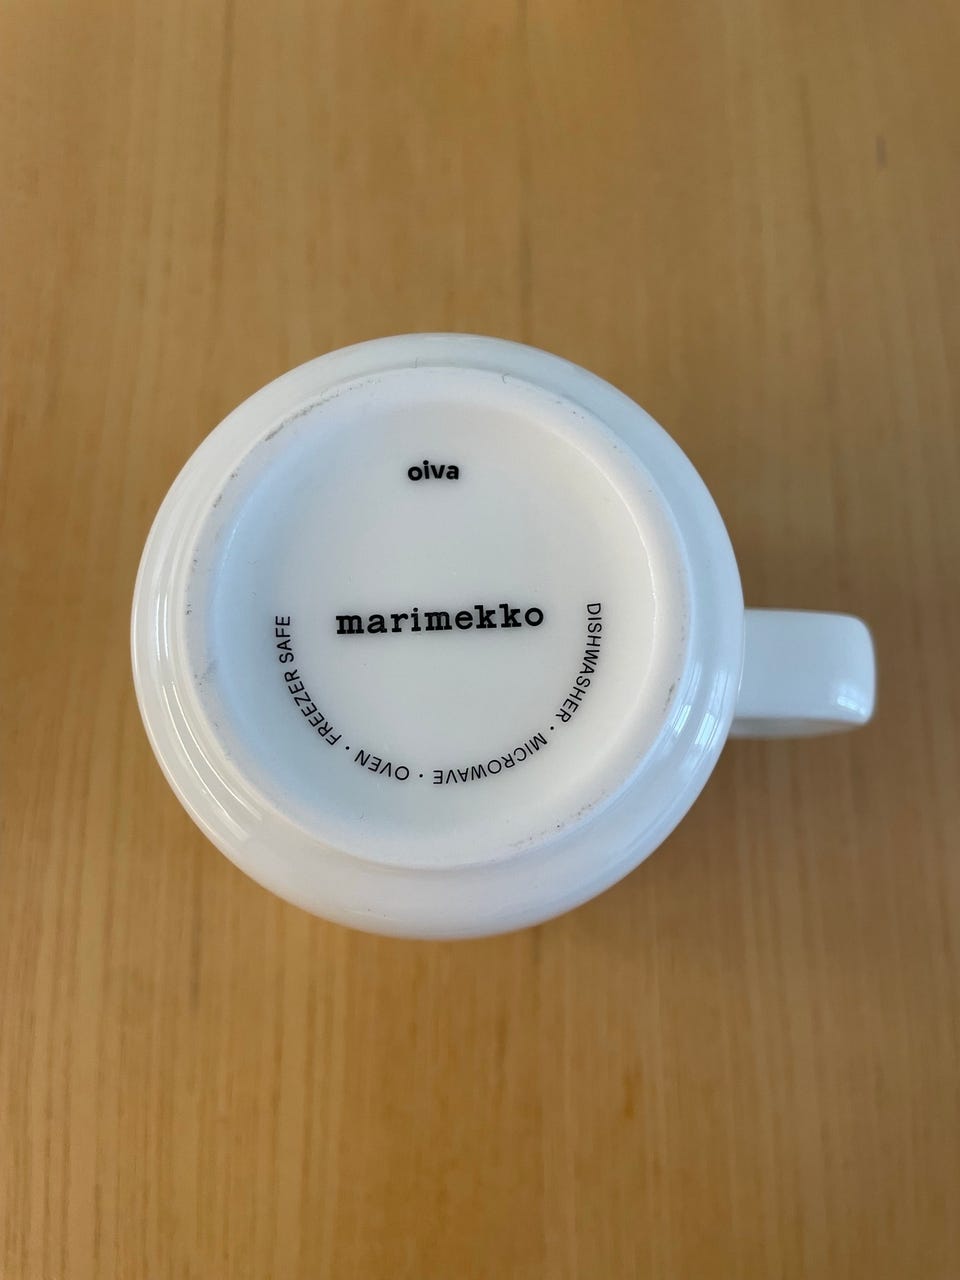 oiva
marimekko
DISHWASHER · MICROWAVE · OVEN · FREEZER SAFE